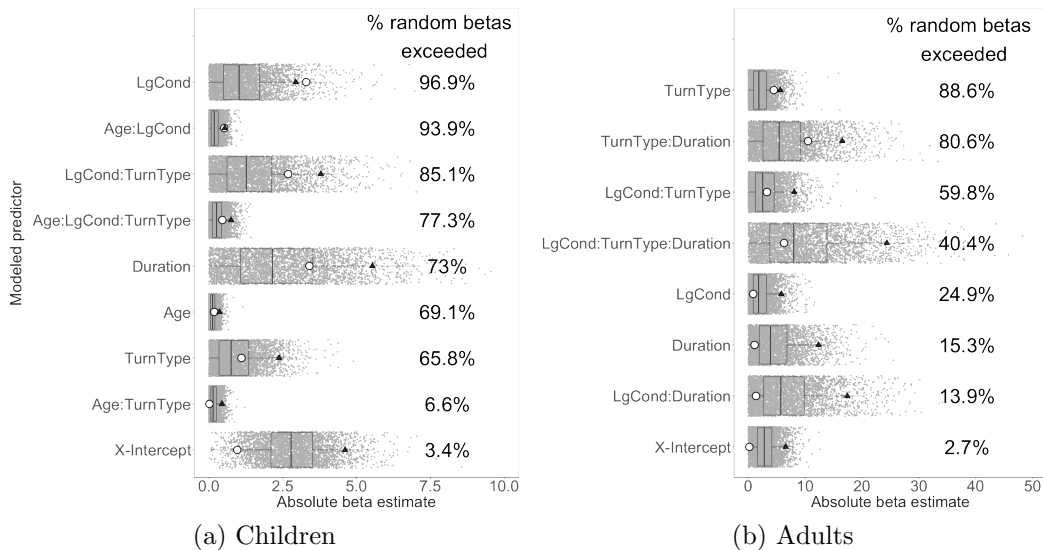 % random betas
exceeded
Modeled predictor
LgCond 96.9%
Age:LgCond 93.9%
LgCond:TurnType 85.1%
Age:LgCond:TurnType 77.3%
Duration 73%
Age 69.1%
TurnType 65.8%
Age:TurnType 6.6%
X-Intercept 3.4%
0.0 2.5 5.0 7.5 10.0
Absolute beta estimate
(a) Children
% random betas
exceeded
TurnType 88.6%
TurnType:Duration 80.6%
LgCond:TurnType 59.8%
LgCond:TurnType:Duration 40.4%
LgCond 24.9%
Duration 15.3%
LgCond:Duration 13.9%
X-Intercept 2.7%
0 10 20 30 40 50
Absolute beta estimate
(b) Adults